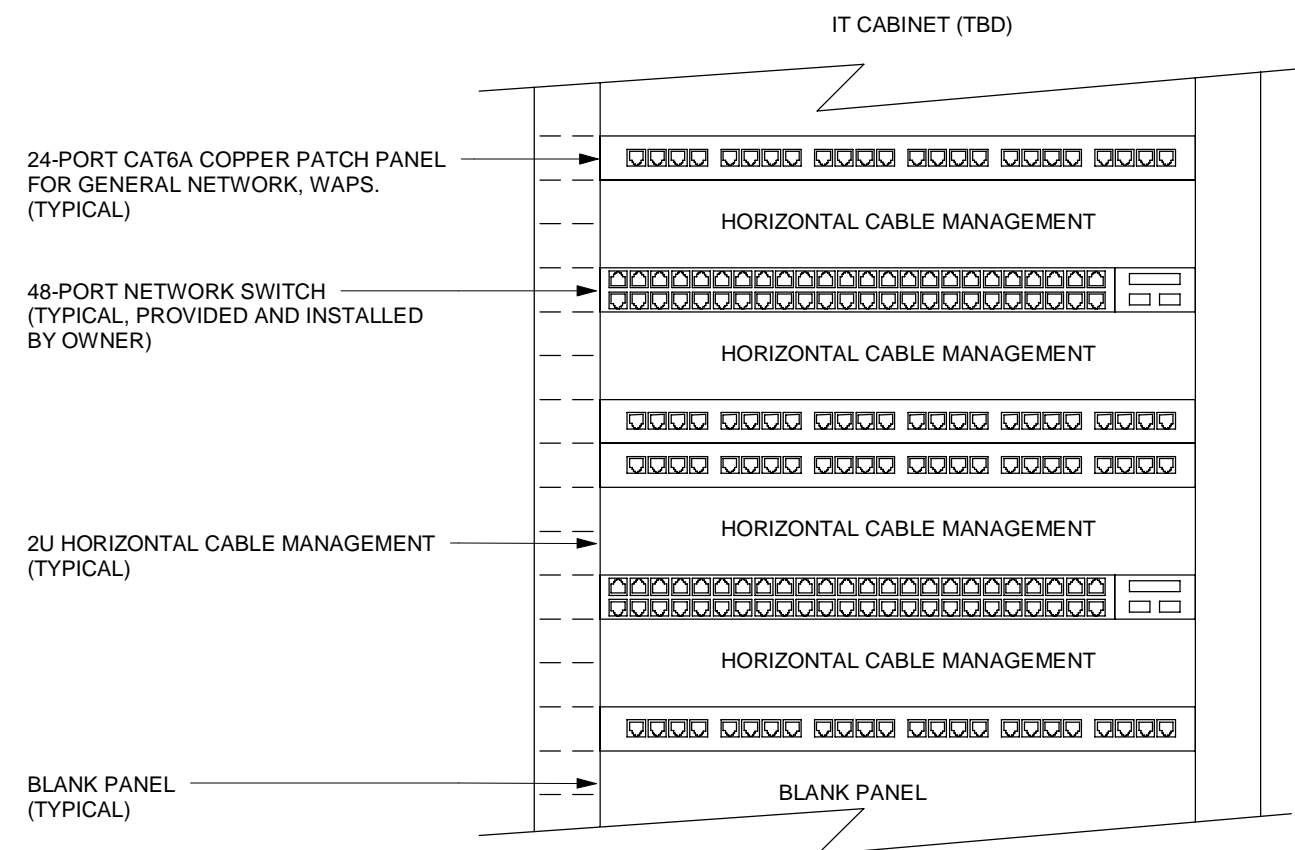 IT CABINET (TBD)
24-PORT CAT6A COPPER PATCH PANEL
FOR GENERAL NETWORK, WAPS.
(TYPICAL)
HORIZONTAL CABLE MANAGEMENT
48-PORT NETWORK SWITCH
(TYPICAL, PROVIDED AND INSTALLED
BY OWNER)
HORIZONTAL CABLE MANAGEMENT
HORIZONTAL CABLE MANAGEMENT
2U HORIZONTAL CABLE MANAGEMENT
(TYPICAL)
HORIZONTAL CABLE MANAGEMENT
BLANK PANEL
(TYPICAL)
BLANK PANEL